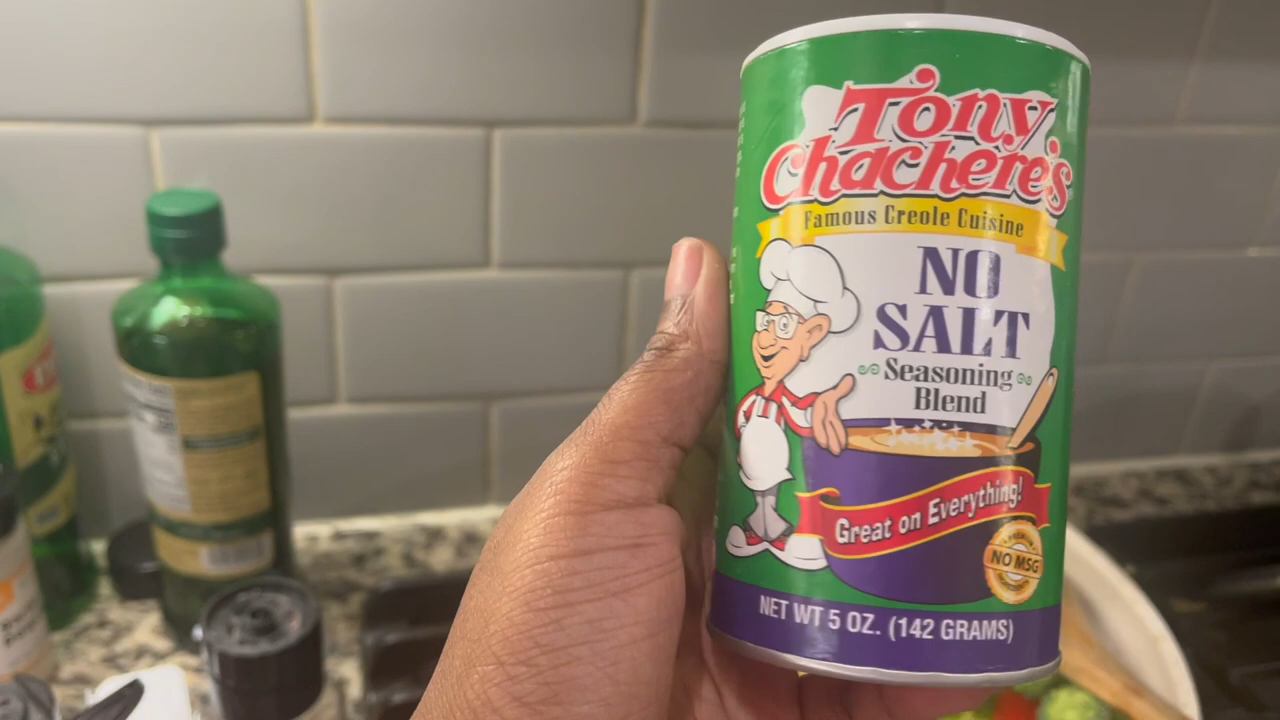 Tony
Chachere's
Famous Creole Cuisine
NO
SALT
Seasoning
Blend
Great on Everything!
NO MSG
NET WT 5 OZ. (142 GRAMS)